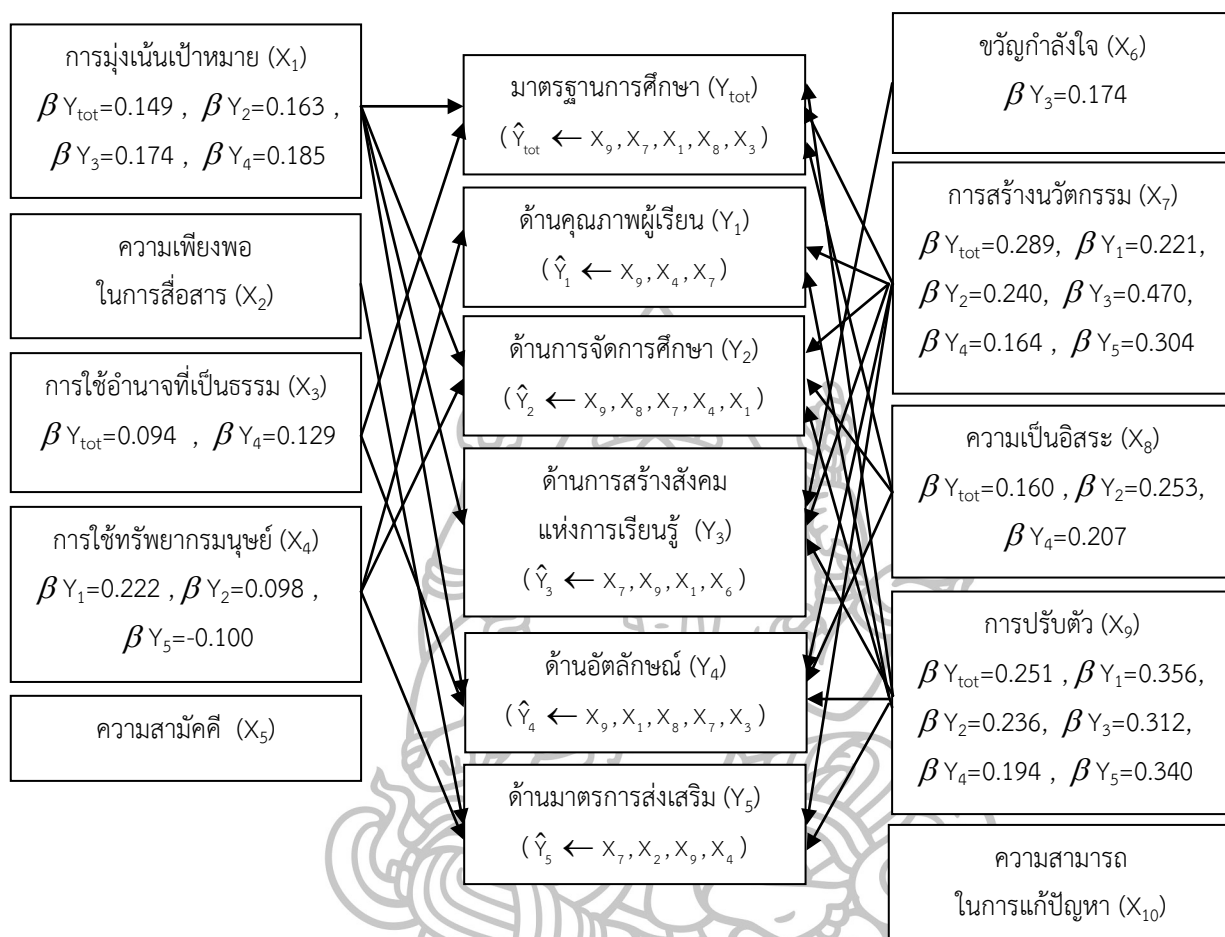 การมุ่งเน้นเป้าหมาย (X₁)
β Y_tot=0.149 , β Y₂=0.163 ,
β Y₃=0.174 , β Y₄=0.185
ความเพียงพอ
ในการสื่อสาร (X₂)
การใช้อำนาจที่เป็นธรรม (X₃)
β Y_tot=0.094 , β Y₄=0.129
การใช้ทรัพยากรมนุษย์ (X₄)
β Y₁=0.222 , β Y₂=0.098 ,
β Y₅=-0.100
ความสามัคคี (X₅)
มาตรฐานการศึกษา (Y_tot)
(Ŷ_tot ← X₉, X₇, X₁, X₈, X₃)
ด้านคุณภาพผู้เรียน (Y₁)
(Ŷ₁ ← X₉, X₄, X₇)
ด้านการจัดการศึกษา (Y₂)
(Ŷ₂ ← X₉, X₈, X₇, X₄, X₁)
ด้านการสร้างสังคม
แห่งการเรียนรู้ (Y₃)
(Ŷ₃ ← X₇, X₉, X₁, X₆)
ด้านอัตลักษณ์ (Y₄)
(Ŷ₄ ← X₉, X₁, X₈, X₇, X₃)
ด้านมาตรการส่งเสริม (Y₅)
(Ŷ₅ ← X₇, X₂, X₉, X₄)
ขวัญกำลังใจ (X₆)
β Y₃=0.174
การสร้างนวัตกรรม (X₇)
β Y_tot=0.289, β Y₁=0.221,
β Y₂=0.240, β Y₃=0.470,
β Y₄=0.164 , β Y₅=0.304
ความเป็นอิสระ (X₈)
β Y_tot=0.160 , β Y₂=0.253,
β Y₄=0.207
การปรับตัว (X₉)
β Y_tot=0.251 , β Y₁=0.356,
β Y₂=0.236, β Y₃=0.312,
β Y₄=0.194 , β Y₅=0.340
ความสามารถ
ในการแก้ปัญหา (X₁₀)